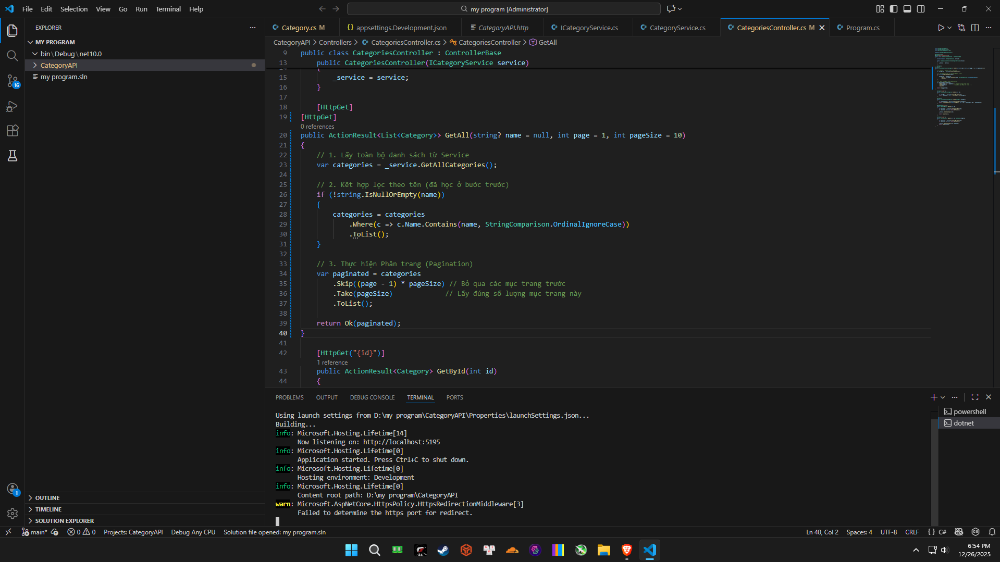 File Edit Selection View Go Run Terminal Help
my program [Administrator]
EXPLORER
MY PROGRAM
bin\Debug\net10.0
CategoryAPI
my program.sln
OUTLINE
TIMELINE
SOLUTION EXPLORER
16
1
Category.cs M
appsettings.Development.json
CategoryAPI.http
ICategoryService.cs
CategoryService.cs
CategoriesController.cs M
Program.cs
CategoryAPI > Controllers > CategoriesController.cs > CategoriesController > GetAll
9 public class CategoriesController : ControllerBase
13 public CategoriesController(ICategoryService service)
14 {
15 _service = service;
16 }
17
18 [HttpGet]
19 [HttpGet]
0 references
20 public ActionResult<List<Category>> GetAll(string? name = null, int page = 1, int pageSize = 10)
21 {
22 // 1. Lấy toàn bộ danh sách từ Service
23 var categories = _service.GetAllCategories();
24
25 // 2. Kết hợp lọc theo tên (đã học ở bước trước)
26 if (!string.IsNullOrEmpty(name))
27 {
28 categories = categories
29 .Where(c => c.Name.Contains(name, StringComparison.OrdinalIgnoreCase))
30 .ToList();
31 }
32
33 // 3. Thực hiện Phân trang (Pagination)
34 var paginated = categories
35 .Skip((page - 1) * pageSize) // Bỏ qua các mục trang trước
36 .Take(pageSize) // Lấy đúng số lượng mục trang này
37 .ToList();
38
39 return Ok(paginated);
40 }
41
42 [HttpGet("{id}")]
1 reference
43 public ActionResult<Category> GetById(int id)
44 {
PROBLEMS OUTPUT DEBUG CONSOLE TERMINAL PORTS
powershell
dotnet
Using launch settings from D:\my program\CategoryAPI\Properties\launchSettings.json...
Building...
info: Microsoft.Hosting.Lifetime[14]
Now listening on: http://localhost:5195
info: Microsoft.Hosting.Lifetime[0]
Application started. Press Ctrl+C to shut down.
info: Microsoft.Hosting.Lifetime[0]
Hosting environment: Development
info: Microsoft.Hosting.Lifetime[0]
Content root path: D:\my program\CategoryAPI
warn: Microsoft.AspNetCore.HttpsPolicy.HttpsRedirectionMiddleware[3]
Failed to determine the https port for redirect.
main* 0 0 Projects: CategoryAPI Debug Any CPU Solution file opened: my program.sln
Ln 40, Col 2 Spaces: 4 UTF-8 CRLF {} C#
6:54 PM
12/26/2025